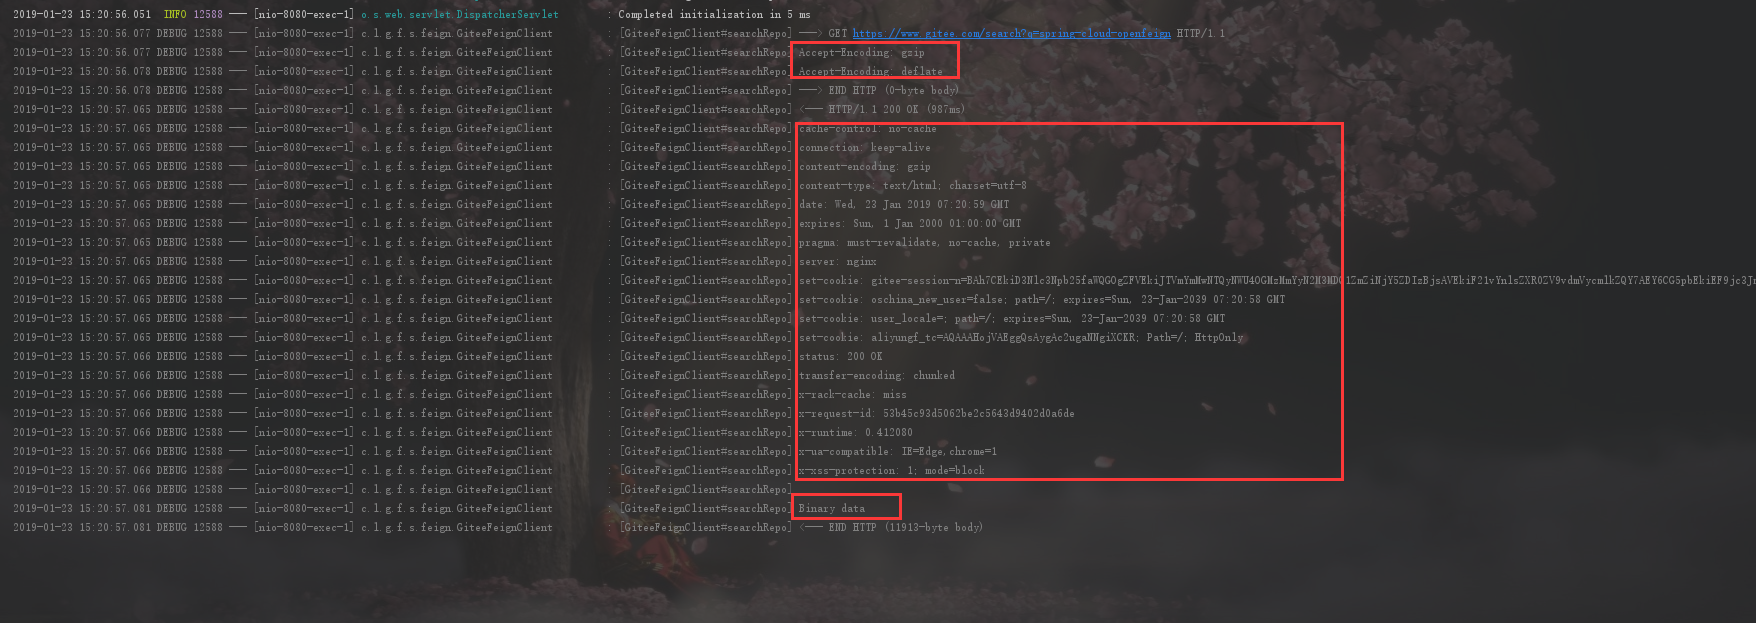 2019-01-23 15:20:56.051  INFO 12588 --- [nio-8080-exec-1] o.s.web.servlet.DispatcherServlet        : Completed initialization in 5 ms
2019-01-23 15:20:56.077 DEBUG 12588 --- [nio-8080-exec-1] c.l.g.f.s.feign.GiteeFeignClient         : [GiteeFeignClient#searchRepo] ---> GET https://www.gitee.com/search?q=spring-cloud-openfeign HTTP/1.1
2019-01-23 15:20:56.077 DEBUG 12588 --- [nio-8080-exec-1] c.l.g.f.s.feign.GiteeFeignClient         : [GiteeFeignClient#searchRepo] Accept-Encoding: gzip
2019-01-23 15:20:56.078 DEBUG 12588 --- [nio-8080-exec-1] c.l.g.f.s.feign.GiteeFeignClient         : [GiteeFeignClient#searchRepo] Accept-Encoding: deflate
2019-01-23 15:20:56.078 DEBUG 12588 --- [nio-8080-exec-1] c.l.g.f.s.feign.GiteeFeignClient         : [GiteeFeignClient#searchRepo] ---> END HTTP (0-byte body)
2019-01-23 15:20:57.065 DEBUG 12588 --- [nio-8080-exec-1] c.l.g.f.s.feign.GiteeFeignClient         : [GiteeFeignClient#searchRepo] <--- HTTP/1.1 200 OK (987ms)
2019-01-23 15:20:57.065 DEBUG 12588 --- [nio-8080-exec-1] c.l.g.f.s.feign.GiteeFeignClient         : [GiteeFeignClient#searchRepo] cache-control: no-cache
2019-01-23 15:20:57.065 DEBUG 12588 --- [nio-8080-exec-1] c.l.g.f.s.feign.GiteeFeignClient         : [GiteeFeignClient#searchRepo] connection: keep-alive
2019-01-23 15:20:57.065 DEBUG 12588 --- [nio-8080-exec-1] c.l.g.f.s.feign.GiteeFeignClient         : [GiteeFeignClient#searchRepo] content-encoding: gzip
2019-01-23 15:20:57.065 DEBUG 12588 --- [nio-8080-exec-1] c.l.g.f.s.feign.GiteeFeignClient         : [GiteeFeignClient#searchRepo] content-type: text/html; charset=utf-8
2019-01-23 15:20:57.065 DEBUG 12588 --- [nio-8080-exec-1] c.l.g.f.s.feign.GiteeFeignClient         : [GiteeFeignClient#searchRepo] date: Wed, 23 Jan 2019 07:20:59 GMT
2019-01-23 15:20:57.065 DEBUG 12588 --- [nio-8080-exec-1] c.l.g.f.s.feign.GiteeFeignClient         : [GiteeFeignClient#searchRepo] expires: Sun, 1 Jan 2000 01:00:00 GMT
2019-01-23 15:20:57.065 DEBUG 12588 --- [nio-8080-exec-1] c.l.g.f.s.feign.GiteeFeignClient         : [GiteeFeignClient#searchRepo] pragma: must-revalidate, no-cache, private
2019-01-23 15:20:57.065 DEBUG 12588 --- [nio-8080-exec-1] c.l.g.f.s.feign.GiteeFeignClient         : [GiteeFeignClient#searchRepo] server: nginx
2019-01-23 15:20:57.065 DEBUG 12588 --- [nio-8080-exec-1] c.l.g.f.s.feign.GiteeFeignClient         : [GiteeFeignClient#searchRepo] set-cookie:
2019-01-23 15:20:57.065 DEBUG 12588 --- [nio-8080-exec-1] c.l.g.f.s.feign.GiteeFeignClient         : [GiteeFeignClient#searchRepo] set-cookie: oschina_new_user=false; path=/; expires=Sun, 23-Jan-2039 07:20:58 GMT
2019-01-23 15:20:57.065 DEBUG 12588 --- [nio-8080-exec-1] c.l.g.f.s.feign.GiteeFeignClient         : [GiteeFeignClient#searchRepo] set-cookie: user_locale=; path=/; expires=Sun, 23-Jan-2039 07:20:58 GMT
2019-01-23 15:20:57.065 DEBUG 12588 --- [nio-8080-exec-1] c.l.g.f.s.feign.GiteeFeignClient         : [GiteeFeignClient#searchRepo] set-cookie: aliyungf_tc=AQAAAHojVAEggQsAygAc2ugaNNgiXCKR; Path=/; HttpOnly
2019-01-23 15:20:57.066 DEBUG 12588 --- [nio-8080-exec-1] c.l.g.f.s.feign.GiteeFeignClient         : [GiteeFeignClient#searchRepo] status: 200 OK
2019-01-23 15:20:57.066 DEBUG 12588 --- [nio-8080-exec-1] c.l.g.f.s.feign.GiteeFeignClient         : [GiteeFeignClient#searchRepo] transfer-encoding: chunked
2019-01-23 15:20:57.066 DEBUG 12588 --- [nio-8080-exec-1] c.l.g.f.s.feign.GiteeFeignClient         : [GiteeFeignClient#searchRepo] x-rack-cache: miss
2019-01-23 15:20:57.066 DEBUG 12588 --- [nio-8080-exec-1] c.l.g.f.s.feign.GiteeFeignClient         : [GiteeFeignClient#searchRepo] x-request-id: 53b45c93d5062be2c5643d9402d0a6de
2019-01-23 15:20:57.066 DEBUG 12588 --- [nio-8080-exec-1] c.l.g.f.s.feign.GiteeFeignClient         : [GiteeFeignClient#searchRepo] x-runtime: 0.412080
2019-01-23 15:20:57.066 DEBUG 12588 --- [nio-8080-exec-1] c.l.g.f.s.feign.GiteeFeignClient         : [GiteeFeignClient#searchRepo] x-ua-compatible: IE=Edge,chrome=1
2019-01-23 15:20:57.066 DEBUG 12588 --- [nio-8080-exec-1] c.l.g.f.s.feign.GiteeFeignClient         : [GiteeFeignClient#searchRepo] x-xss-protection: 1; mode=block
2019-01-23 15:20:57.066 DEBUG 12588 --- [nio-8080-exec-1] c.l.g.f.s.feign.GiteeFeignClient         : [GiteeFeignClient#searchRepo]
2019-01-23 15:20:57.081 DEBUG 12588 --- [nio-8080-exec-1] c.l.g.f.s.feign.GiteeFeignClient         : [GiteeFeignClient#searchRepo] Binary data
2019-01-23 15:20:57.081 DEBUG 12588 --- [nio-8080-exec-1] c.l.g.f.s.feign.GiteeFeignClient         : [GiteeFeignClient#searchRepo] <--- END HTTP (11913-byte body)